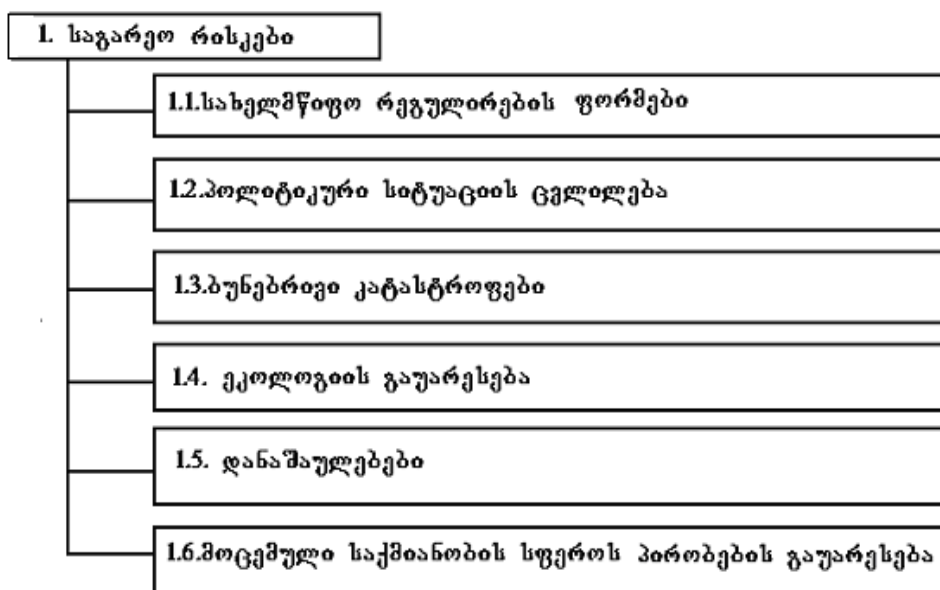 1. საგარეო რისკები
1.1.სახელმწიფო რეგულირების ფორმები
1.2.პოლიტიკური სიტუაციის ცვლილება
1.3.ბუნებრივი კატასტროფები
1.4. ეკოლოგიის გაუარესება
1.5. დანაშაულებები
1.6.მოცემული საქმიანობის სფეროს პირობების გაუარესება